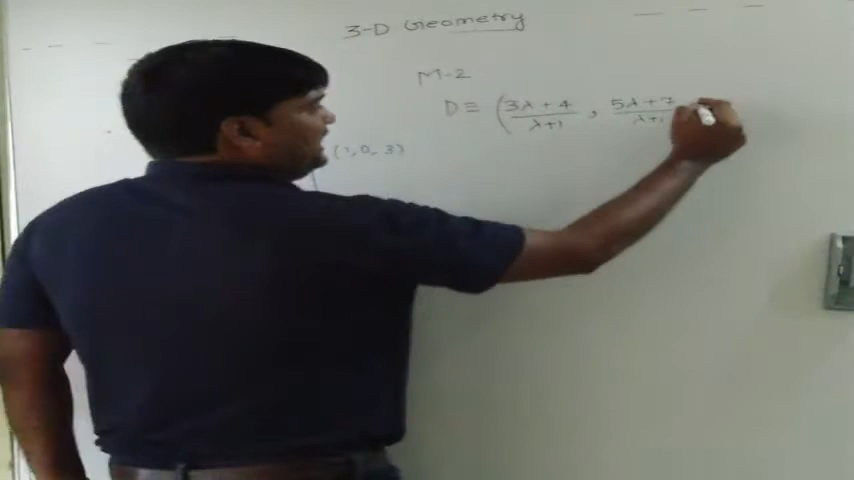 3-D Geometry
M-2
D ≡ ( 3λ + 4 / λ+1 , 5λ + 7 / λ+1
(1, 0, 3)